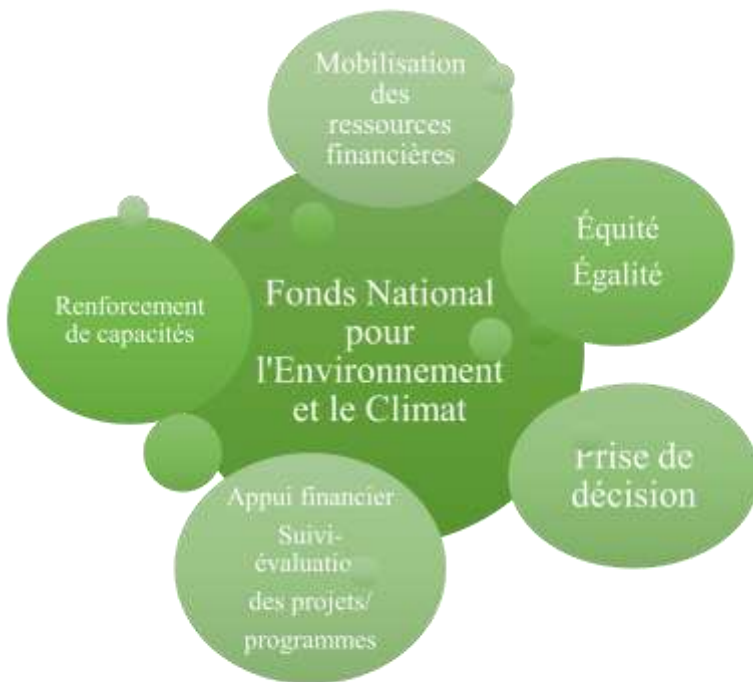 Mobilisation
des
ressources
financières
Équité
Égalité
Fonds National
pour
l'Environnement
et le Climat
Renforcement
de capacités
Prise de
décision
Appui financier
Suivi-
évaluation
des projets/
programmes